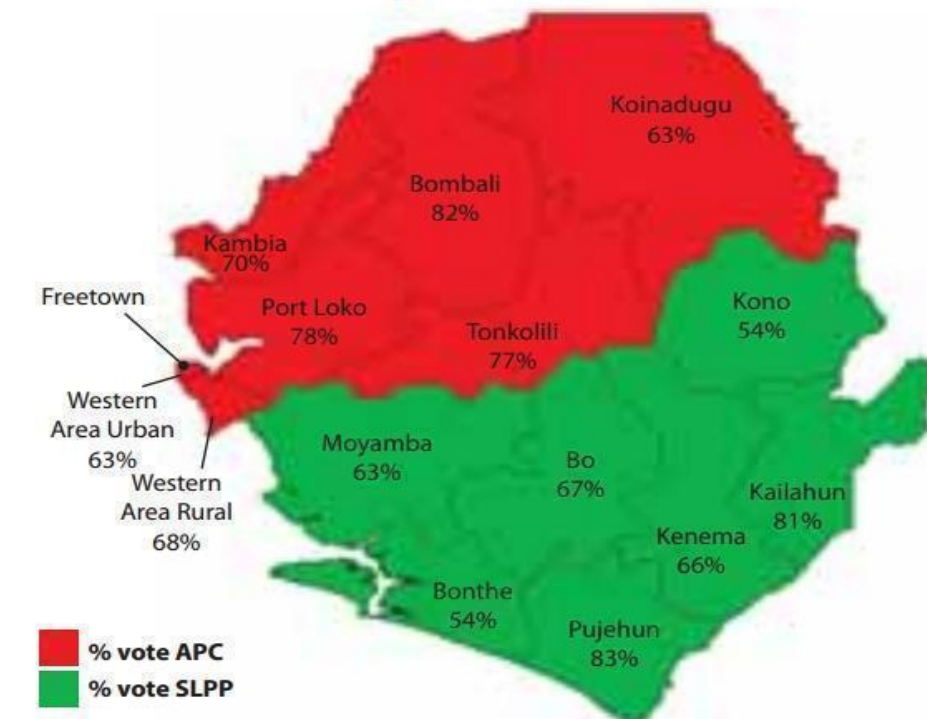 Koinadugu
63%
Bombali
82%
Kambia
70%
Freetown
Port Loko
78%
Kono
54%
Tonkolili
77%
Western
Area Urban
63%
Western
Area Rural
68%
Moyamba
63%
Bo
67%
Kailahun
81%
Kenema
66%
Bonthe
54%
Pujehun
83%
% vote APC
% vote SLPP